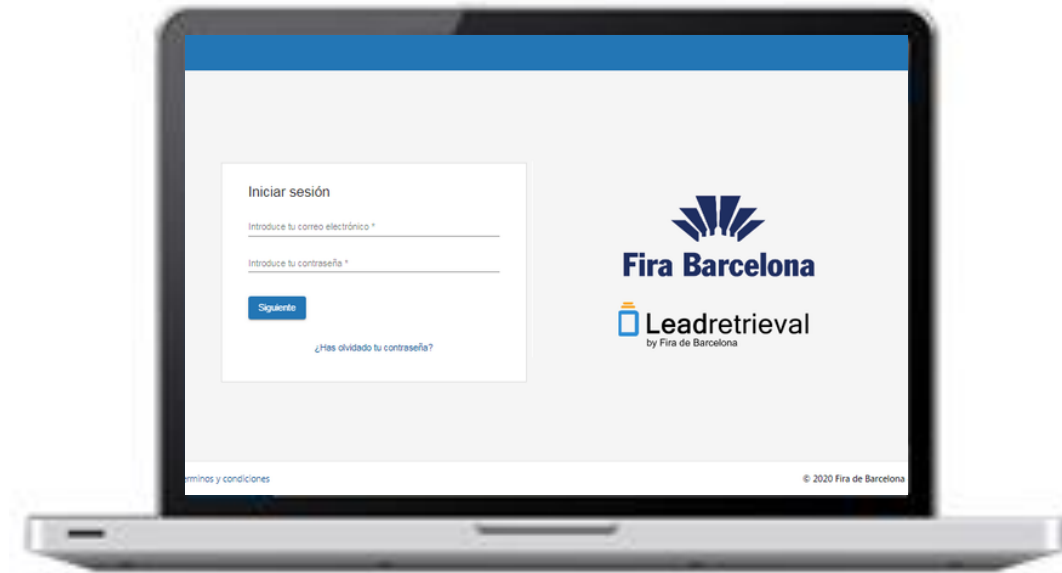 Iniciar sesión
Introduce tu correo electrónico *
Introduce tu contraseña *
Siguiente
¿Has olvidado tu contraseña?
Fira Barcelona
Leadretrieval
by Fira de Barcelona
erminos y condiciones
© 2020 Fira de Barcelona